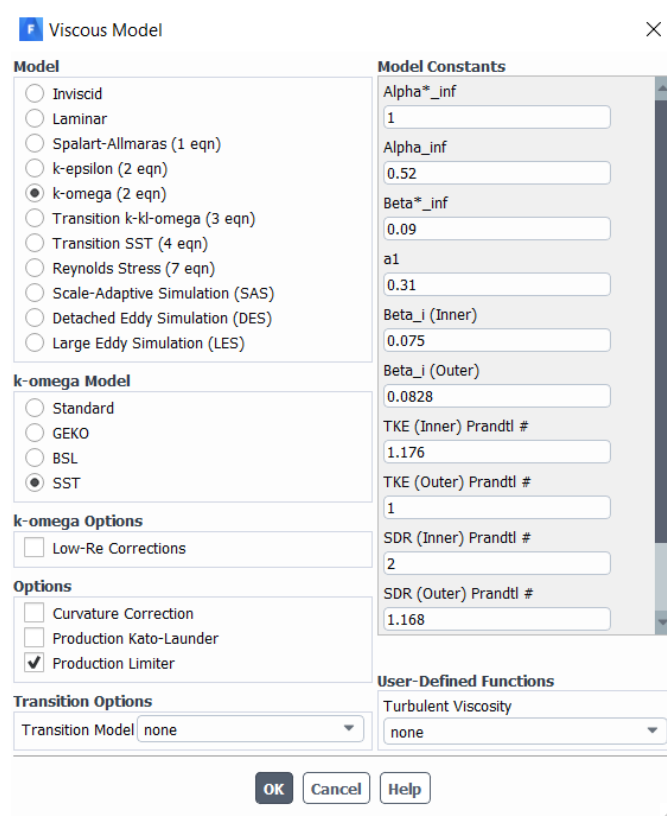 F Viscous Model
Model
Inviscid
Laminar
Spalart-Allmaras (1 eqn)
k-epsilon (2 eqn)
k-omega (2 eqn)
Transition k-kl-omega (3 eqn)
Transition SST (4 eqn)
Reynolds Stress (7 eqn)
Scale-Adaptive Simulation (SAS)
Detached Eddy Simulation (DES)
Large Eddy Simulation (LES)
k-omega Model
Standard
GEKO
BSL
SST
k-omega Options
Low-Re Corrections
Options
Curvature Correction
Production Kato-Launder
Production Limiter
Transition Options
Transition Model none
Model Constants
Alpha*_inf
1
Alpha_inf
0.52
Beta*_inf
0.09
a1
0.31
Beta_i (Inner)
0.075
Beta_i (Outer)
0.0828
TKE (Inner) Prandtl #
1.176
TKE (Outer) Prandtl #
1
SDR (Inner) Prandtl #
2
SDR (Outer) Prandtl #
1.168
User-Defined Functions
Turbulent Viscosity
none
OK Cancel Help